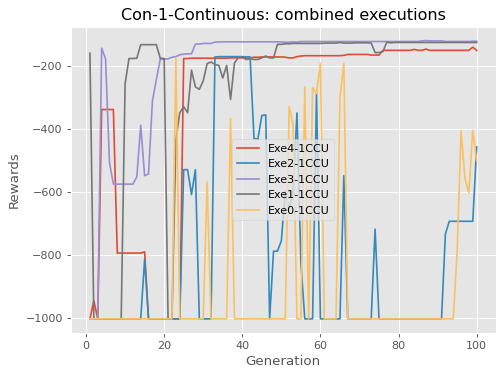 Con-1-Continuous: combined executions
Rewards
−200
−400
−600
−800
−1000
Exe4-1CCU
Exe2-1CCU
Exe3-1CCU
Exe1-1CCU
Exe0-1CCU
0
20
40
60
80
100
Generation